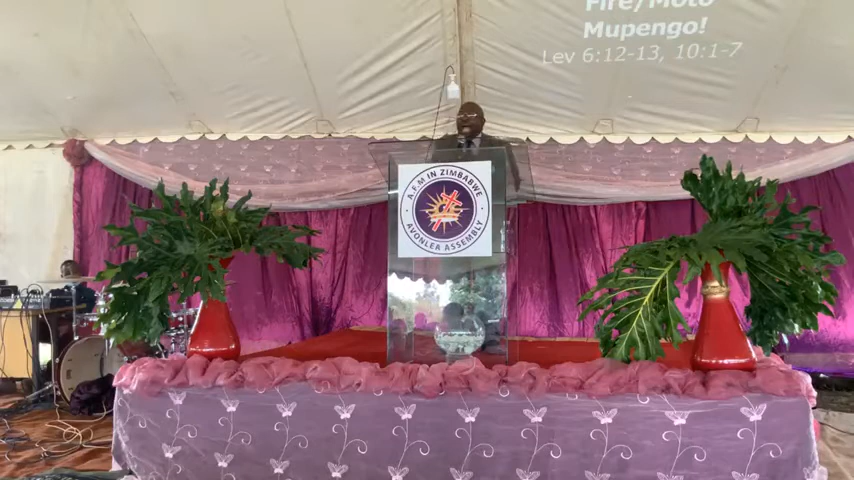 Fire/Moto
Mupengo!
Lev 6:12-13, 10:1-7
A.F.M IN ZIMBABWE
AVONLEA ASSEMBLY